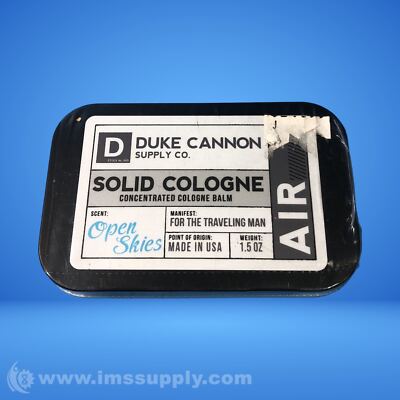 D
DUKE CANNON
SUPPLY CO.
SOLID COLOGNE
CONCENTRATED COLOGNE BALM
SCENT:
Open
Skies
MANIFEST:
FOR THE TRAVELING MAN
POINT OF ORIGIN:
MADE IN USA
WEIGHT:
1.5 OZ
AIR
www.imssupply.com